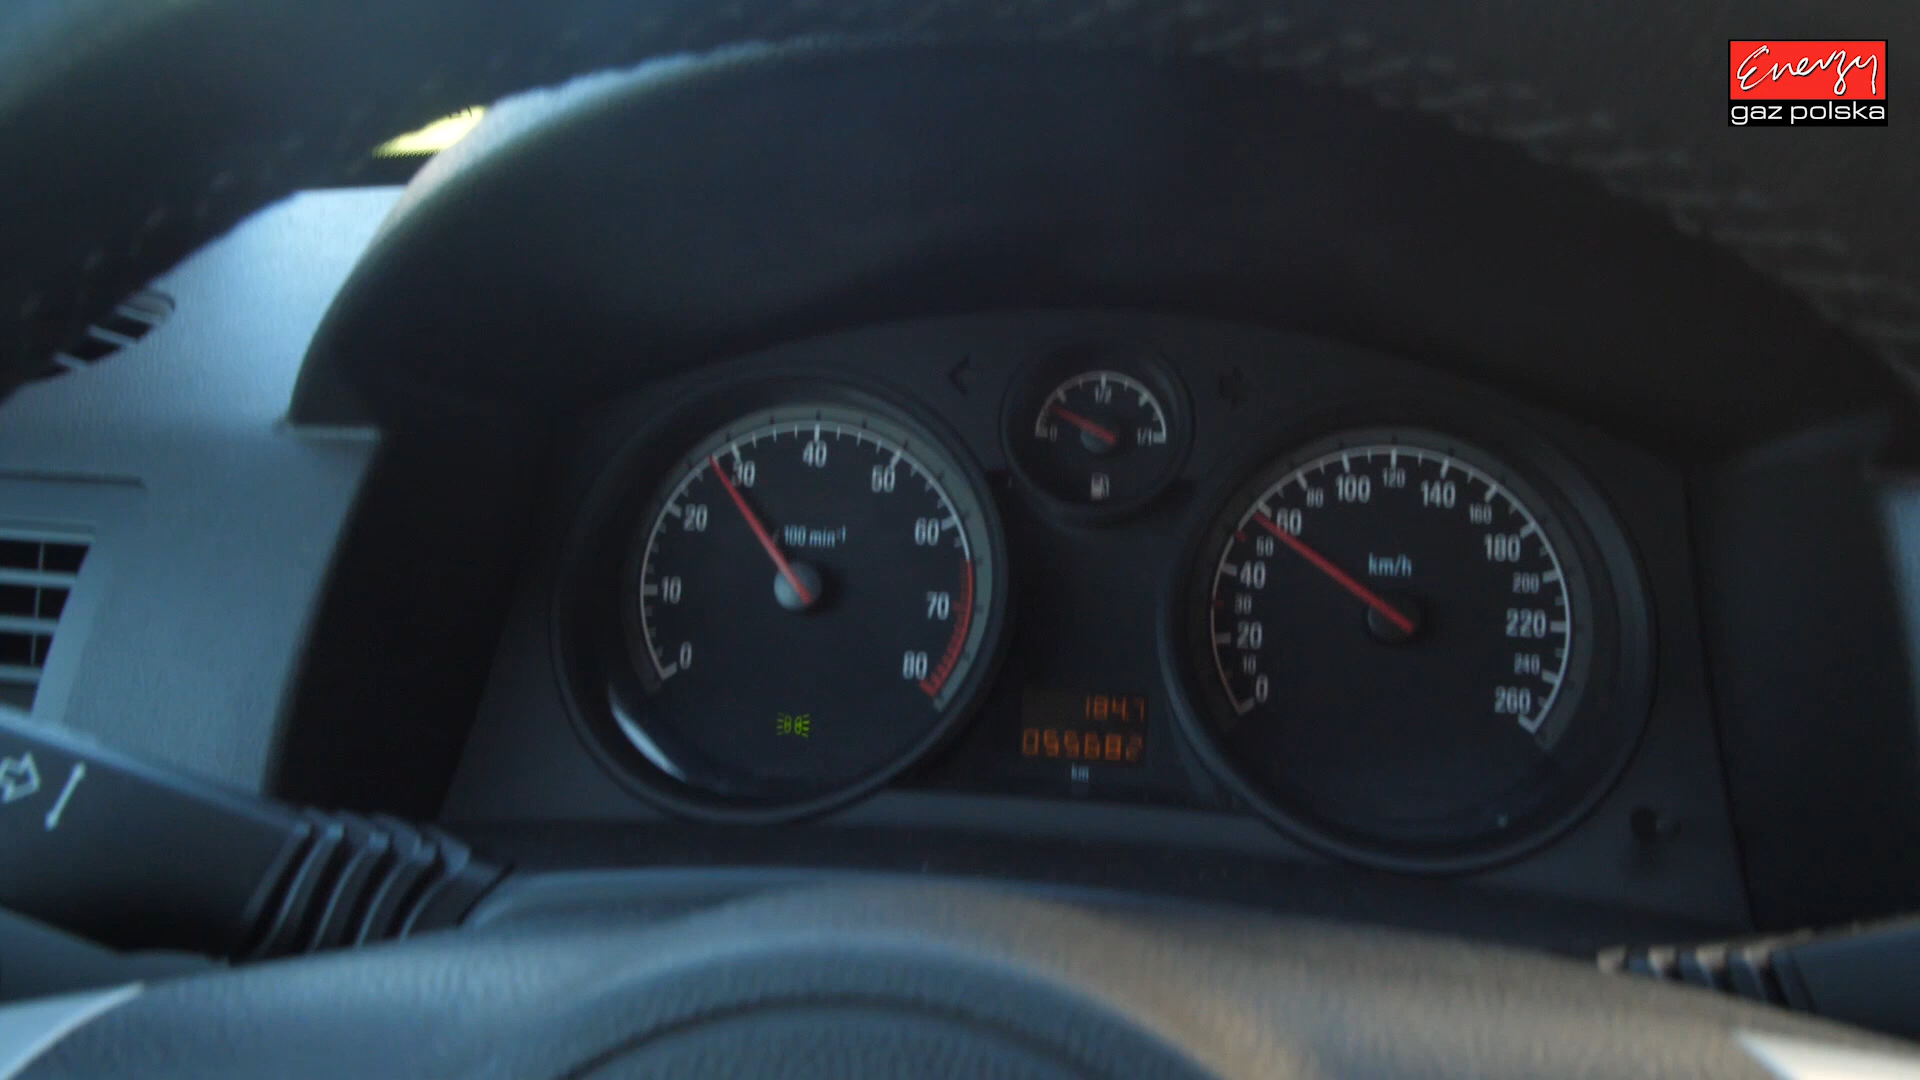 Energy
gaz polska
0 1/2 1/1
0 10 20 30 40 50 60 70 80
100 min-1
0 10 20 30 40 50 60 80 100 120 140 160 180 200 220 240 260
km/h
184.7
055682
km